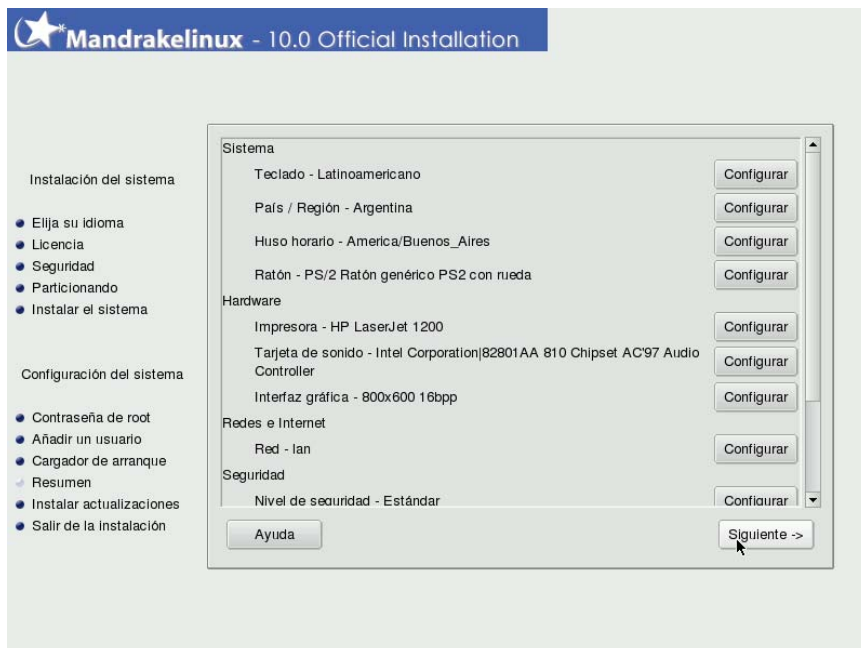 Mandrakelinux - 10.0 Official Installation
Instalación del sistema
Elija su idioma
Licencia
Seguridad
Particionando
Instalar el sistema
Configuración del sistema
Contraseña de root
Añadir un usuario
Cargador de arranque
Resumen
Instalar actualizaciones
Salir de la instalación
Sistema
Teclado - Latinoamericano Configurar
País / Región - Argentina Configurar
Huso horario - America/Buenos_Aires Configurar
Ratón - PS/2 Ratón genérico PS2 con rueda Configurar
Hardware
Impresora - HP LaserJet 1200 Configurar
Tarjeta de sonido - Intel Corporation|82801AA 810 Chipset AC'97 Audio
Controller Configurar
Interfaz gráfica - 800x600 16bpp Configurar
Redes e Internet
Red - lan Configurar
Seguridad
Nivel de seguridad - Estándar Configurar
Ayuda Siguiente ->